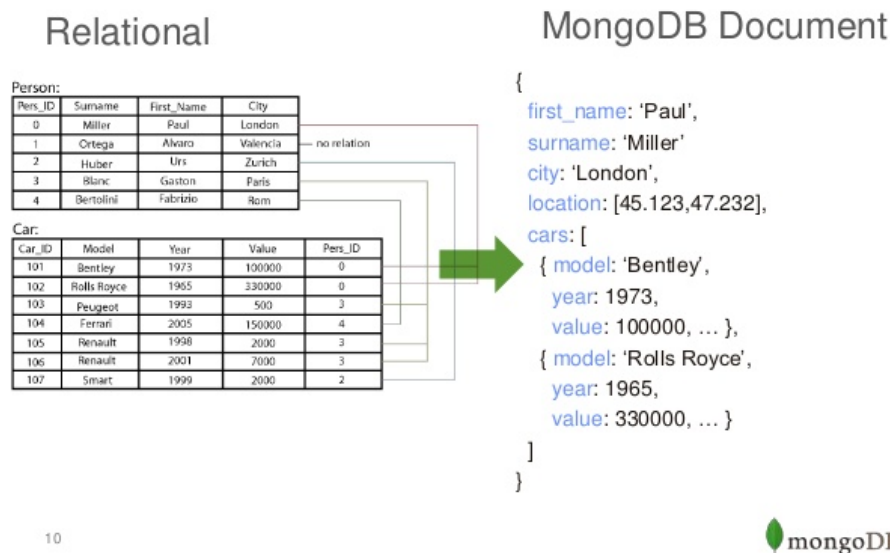 Relational
MongoDB Document
Person:
Pers_ID Surname First_Name City
0 Miller Paul London
1 Ortega Alvaro Valencia no relation
2 Huber Urs Zurich
3 Blanc Gaston Paris
4 Bertolini Fabrizio Rom
Car:
Car_ID Model Year Value Pers_ID
101 Bentley 1973 100000 0
102 Rolls Royce 1965 330000 0
103 Peugeot 1993 500 3
104 Ferrari 2005 150000 4
105 Renault 1998 2000 3
106 Renault 2001 7000 3
107 Smart 1999 2000 2
{
first_name: ‘Paul’,
surname: ‘Miller’
city: ‘London’,
location: [45.123,47.232],
cars: [
{ model: ‘Bentley’,
year: 1973,
value: 100000, … },
{ model: ‘Rolls Royce’,
year: 1965,
value: 330000, … }
]
}
10
mongoDB